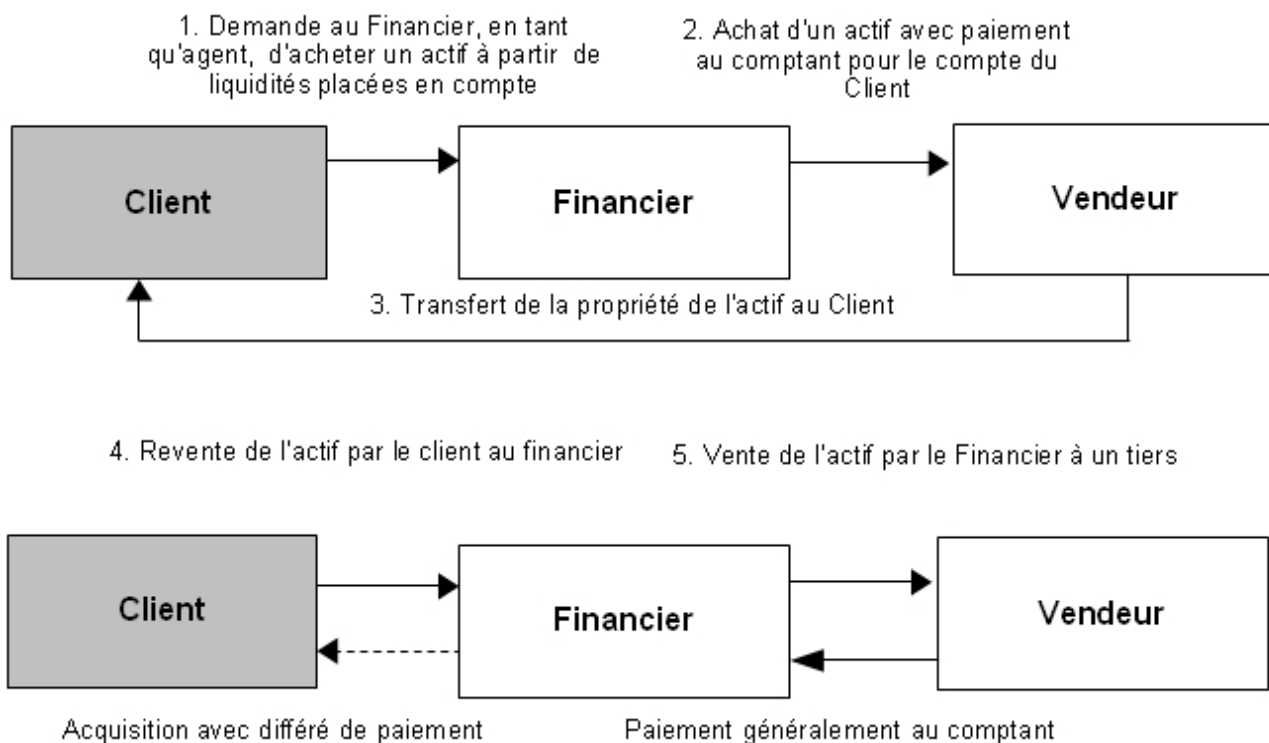 1. Demande au Financier, en tant
qu'agent, d'acheter un actif à partir de
liquidités placées en compte
2. Achat d'un actif avec paiement
au comptant pour le compte du
Client
Client
Financier
Vendeur
3. Transfert de la propriété de l'actif au Client
4. Revente de l'actif par le client au financier
5. Vente de l'actif par le Financier à un tiers
Client
Financier
Vendeur
Acquisition avec différé de paiement
Paiement généralement au comptant